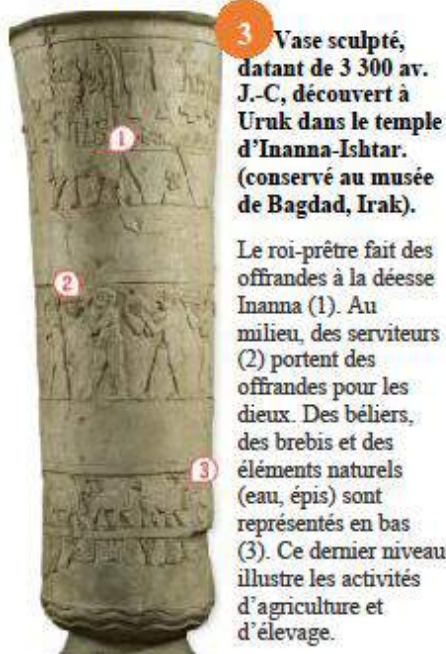 3
Vase sculpté,
datant de 3 300 av.
J.-C, découvert à
Uruk dans le temple
d'Inanna-Ishtar.
(conservé au musée
de Bagdad, Irak).
Le roi-prêtre fait des
offrandes à la déesse
Inanna (1). Au
milieu, des serviteurs
(2) portent des
offrandes pour les
dieux. Des béliers,
des brebis et des
éléments naturels
(eau, épis) sont
représentés en bas
(3). Ce dernier niveau
illustre les activités
d'agriculture et
d'élevage.
1
2
3